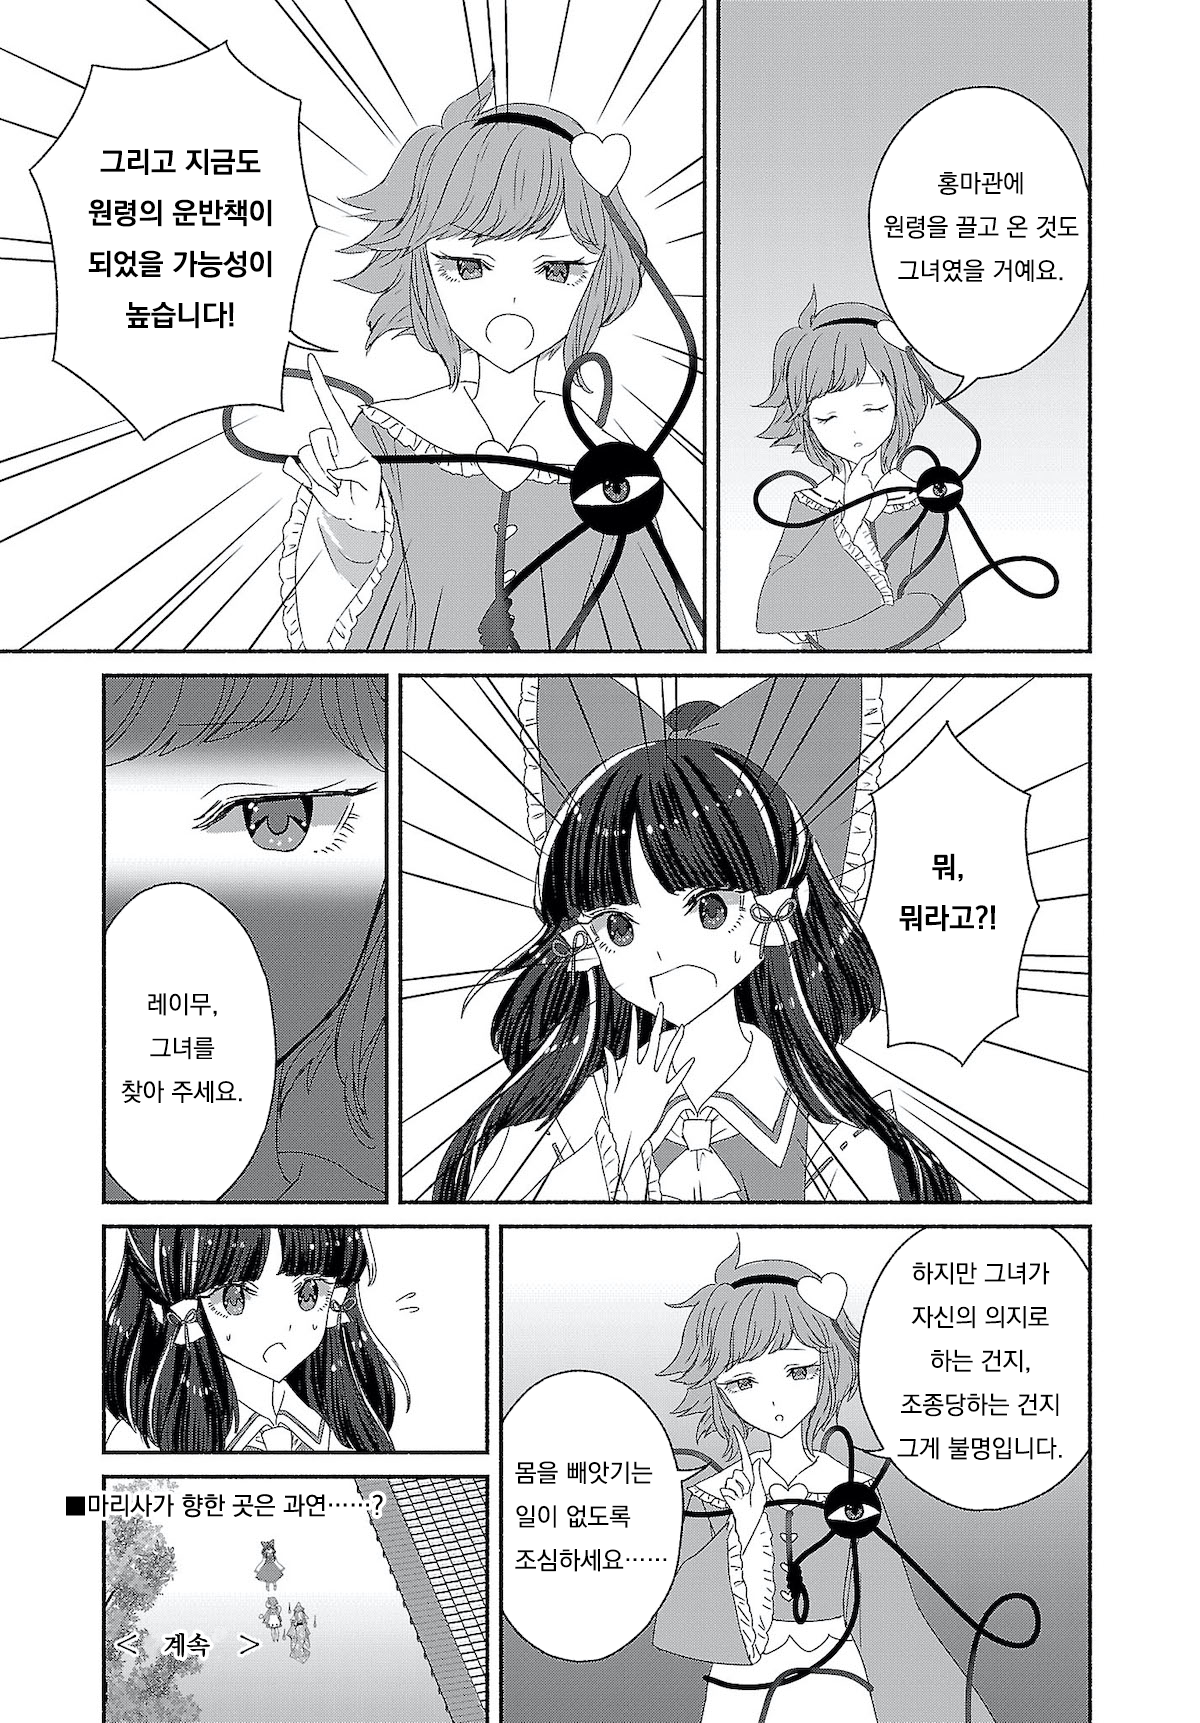 홍마관에
원령을 끌고 온 것도
그녀였을 거예요.
그리고 지금도
원령의 운반책이
되었을 가능성이
높습니다!
뭐,
뭐라고?!
레이무,
그녀를
찾아 주세요.
하지만 그녀가
자신의 의지로
하는 건지,
조종당하는 건지
그게 불명입니다.
몸을 빼앗기는
일이 없도록
조심하세요……
■마리사가 향한 곳은 과연……?
< 계속 >